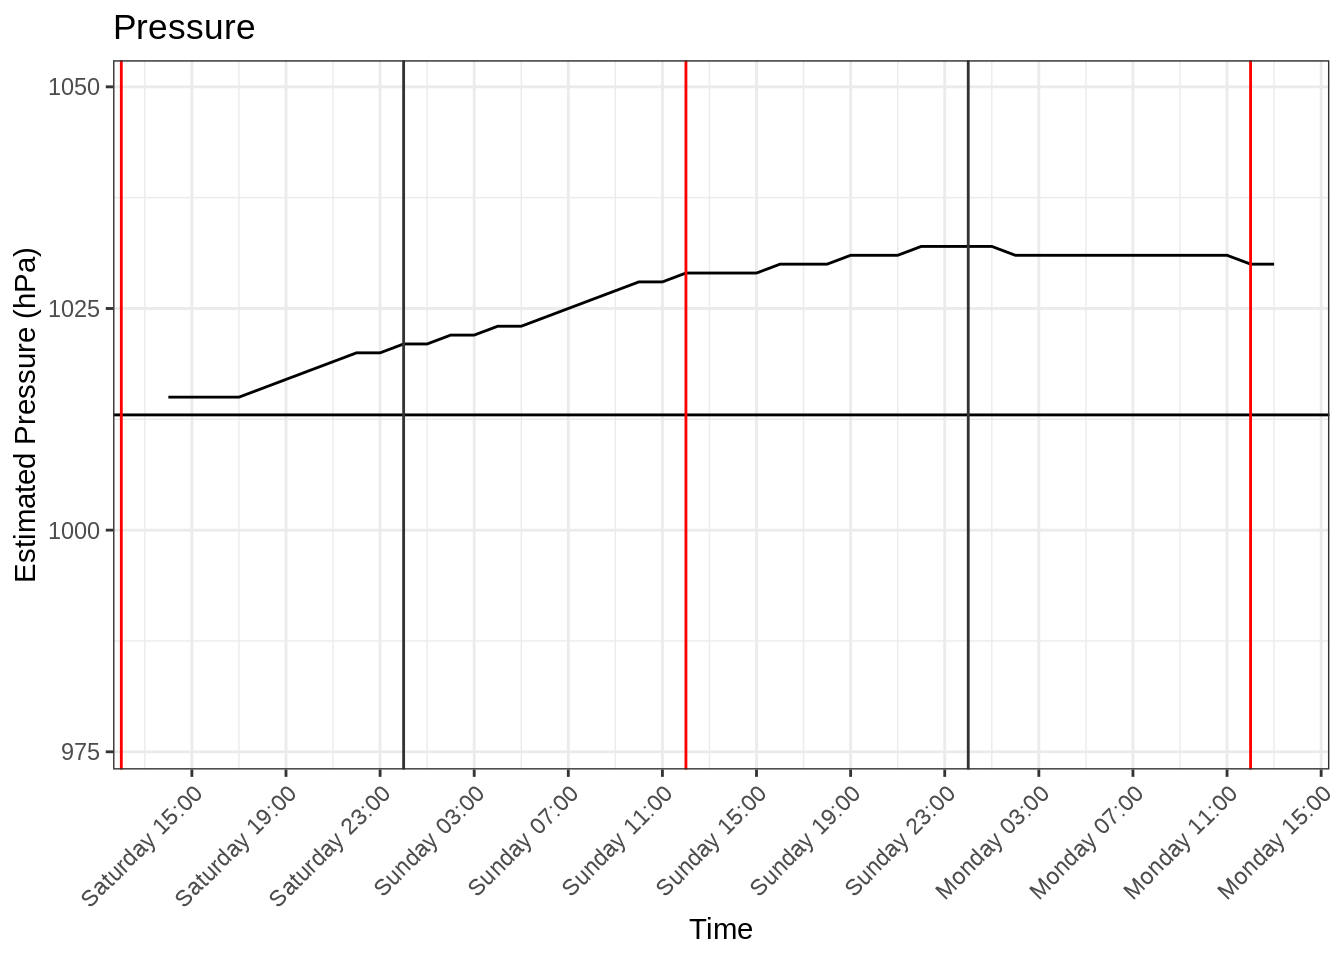 Pressure
Estimated Pressure (hPa)
1050
1025
1000
975
Saturday 15:00
Saturday 19:00
Saturday 23:00
Sunday 03:00
Sunday 07:00
Sunday 11:00
Sunday 15:00
Sunday 19:00
Sunday 23:00
Monday 03:00
Monday 07:00
Monday 11:00
Monday 15:00
Time